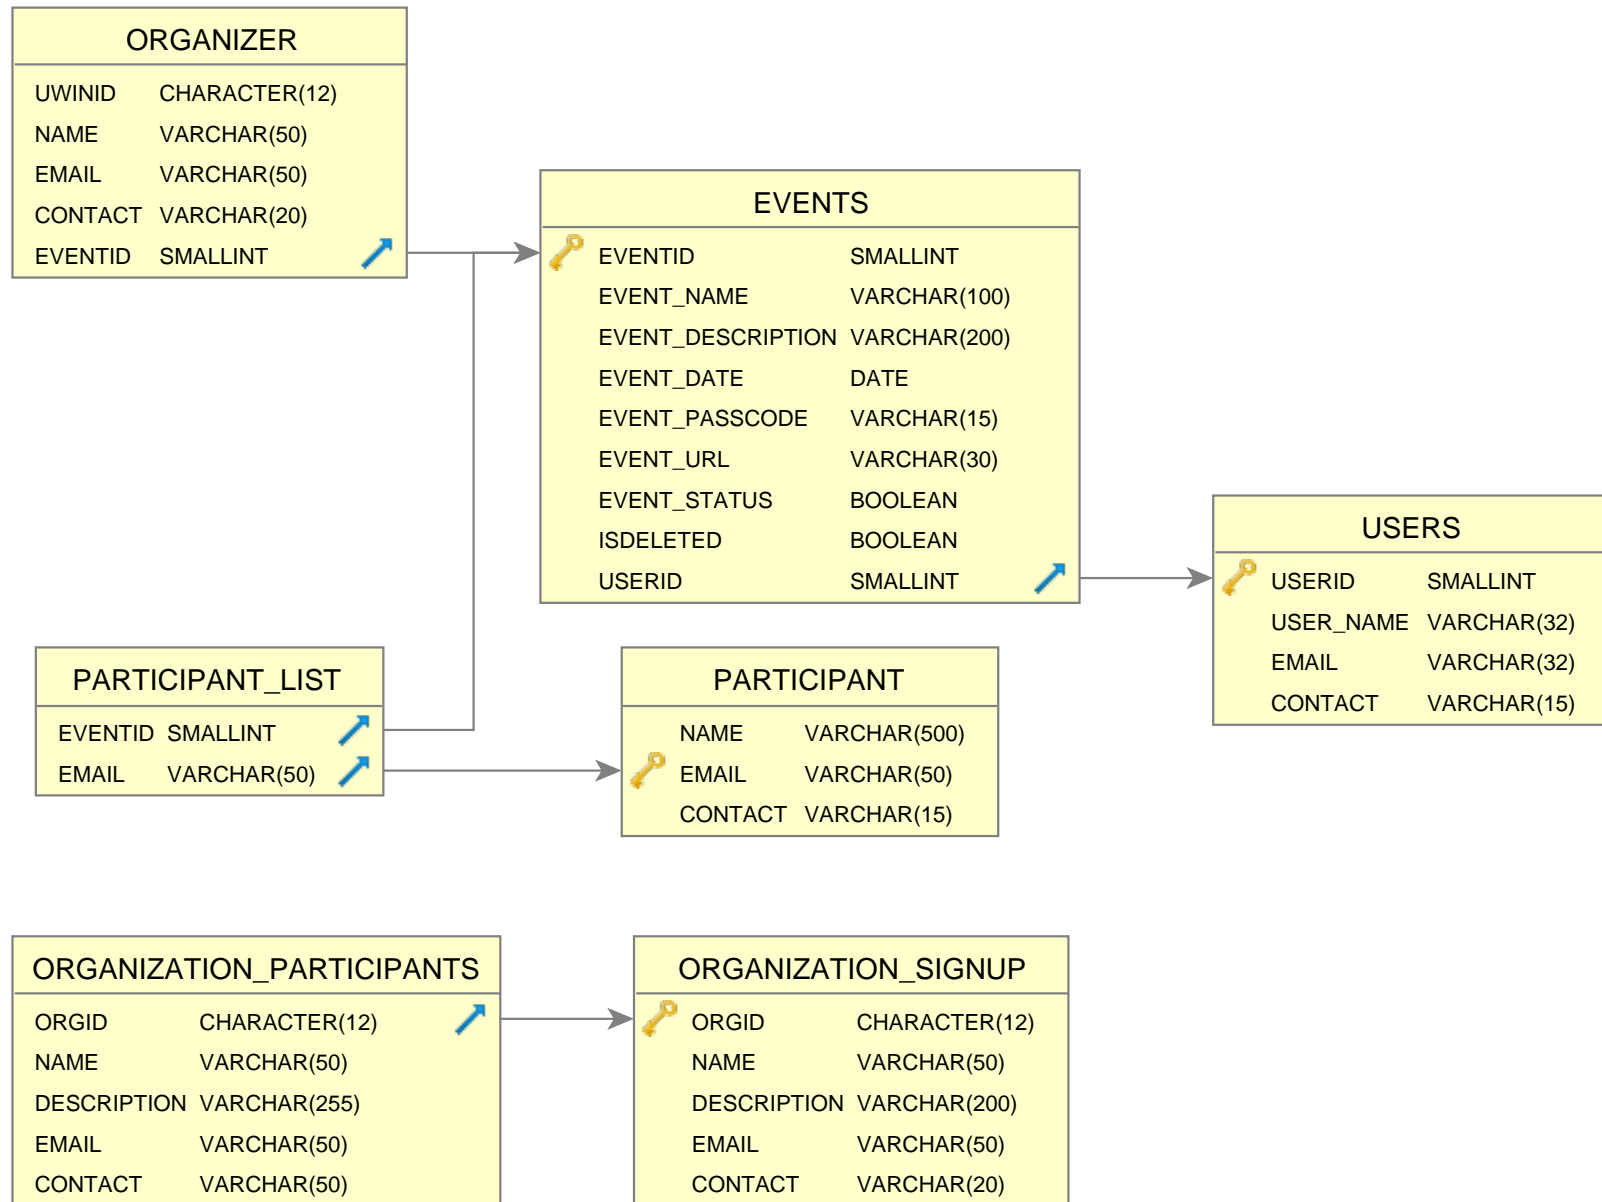 ORGANIZER
UWINID CHARACTER(12)
NAME VARCHAR(50)
EMAIL VARCHAR(50)
CONTACT VARCHAR(20)
EVENTID SMALLINT
EVENTS
EVENTID SMALLINT
EVENT_NAME VARCHAR(100)
EVENT_DESCRIPTION VARCHAR(200)
EVENT_DATE DATE
EVENT_PASSCODE VARCHAR(15)
EVENT_URL VARCHAR(30)
EVENT_STATUS BOOLEAN
ISDELETED BOOLEAN
USERID SMALLINT
USERS
USERID SMALLINT
USER_NAME VARCHAR(32)
EMAIL VARCHAR(32)
CONTACT VARCHAR(15)
PARTICIPANT_LIST
EVENTID SMALLINT
EMAIL VARCHAR(50)
PARTICIPANT
NAME VARCHAR(500)
EMAIL VARCHAR(50)
CONTACT VARCHAR(15)
ORGANIZATION_PARTICIPANTS
ORGID CHARACTER(12)
NAME VARCHAR(50)
DESCRIPTION VARCHAR(255)
EMAIL VARCHAR(50)
CONTACT VARCHAR(50)
ORGANIZATION_SIGNUP
ORGID CHARACTER(12)
NAME VARCHAR(50)
DESCRIPTION VARCHAR(200)
EMAIL VARCHAR(50)
CONTACT VARCHAR(20)